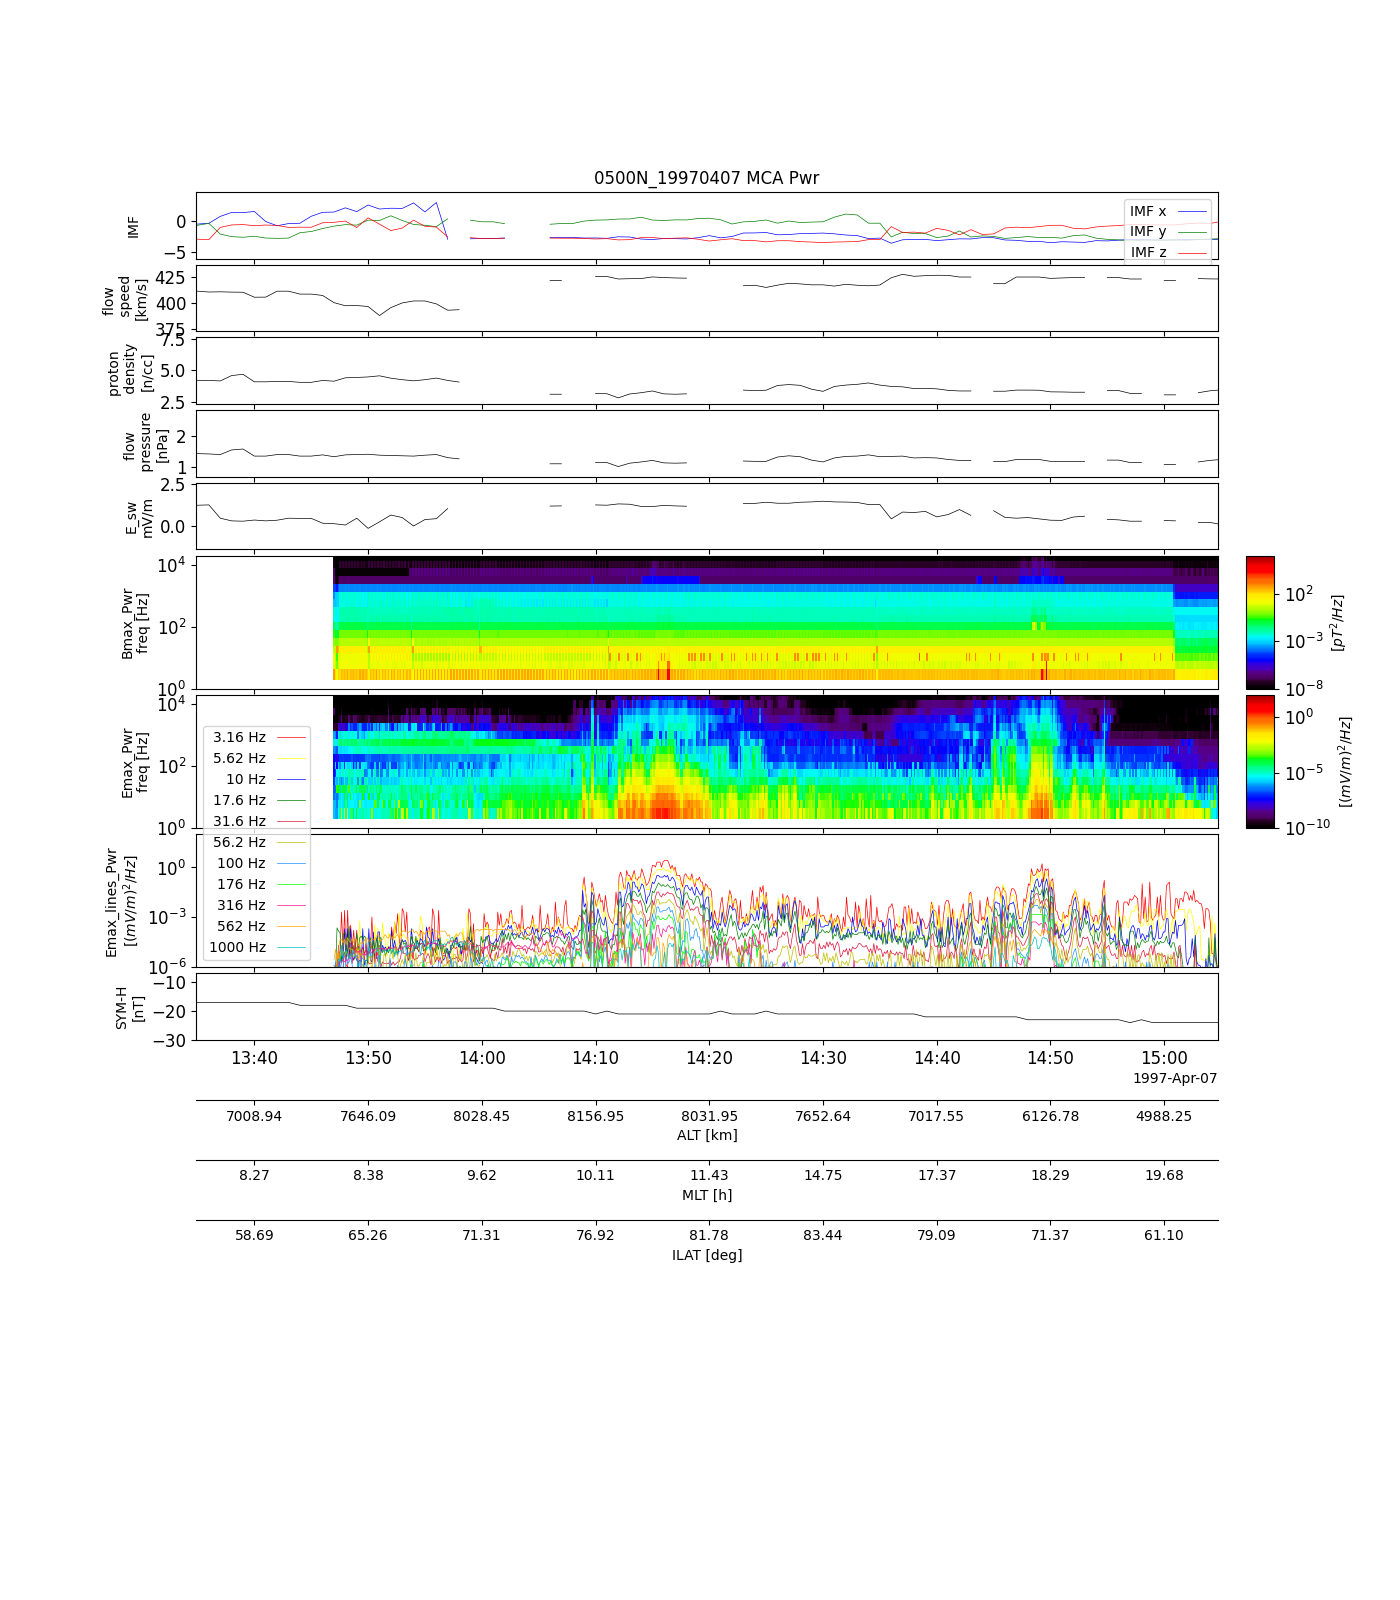 0500N_19970407 MCA Pwr
IMF
0
−5
IMF x
IMF y
IMF z
flow
speed
[km/s]
425
400
375
proton
density
[n/cc]
7.5
5.0
2.5
flow
pressure
[nPa]
2
1
E_sw
mV/m
2.5
0.0
Bmax_Pwr
freq [Hz]
10^4
10^2
10^0
10^2
10^−3
10^−8
[pT^2/Hz]
Emax_Pwr
freq [Hz]
10^4
10^2
10^0
10^0
10^−5
10^−10
[(mV/m)^2/Hz]
3.16 Hz
5.62 Hz
10 Hz
17.6 Hz
31.6 Hz
56.2 Hz
100 Hz
176 Hz
316 Hz
562 Hz
1000 Hz
Emax_lines_Pwr
[(mV/m)^2/Hz]
10^0
10^−3
10^−6
SYM-H
[nT]
−10
−20
−30
13:40 13:50 14:00 14:10 14:20 14:30 14:40 14:50 15:00
1997-Apr-07
7008.94 7646.09 8028.45 8156.95 8031.95 7652.64 7017.55 6126.78 4988.25
ALT [km]
8.27 8.38 9.62 10.11 11.43 14.75 17.37 18.29 19.68
MLT [h]
58.69 65.26 71.31 76.92 81.78 83.44 79.09 71.37 61.10
ILAT [deg]